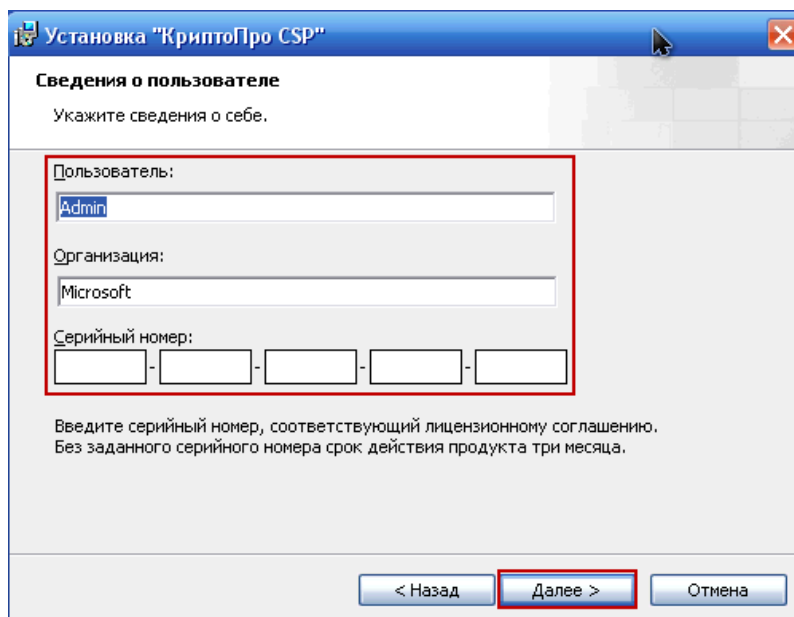 Установка "КриптоПро CSP"
Сведения о пользователе
Укажите сведения о себе.
Пользователь:
Admin
Организация:
Microsoft
Серийный номер:
- - - -
Введите серийный номер, соответствующий лицензионному соглашению.
Без заданного серийного номера срок действия продукта три месяца.
< Назад Далее > Отмена